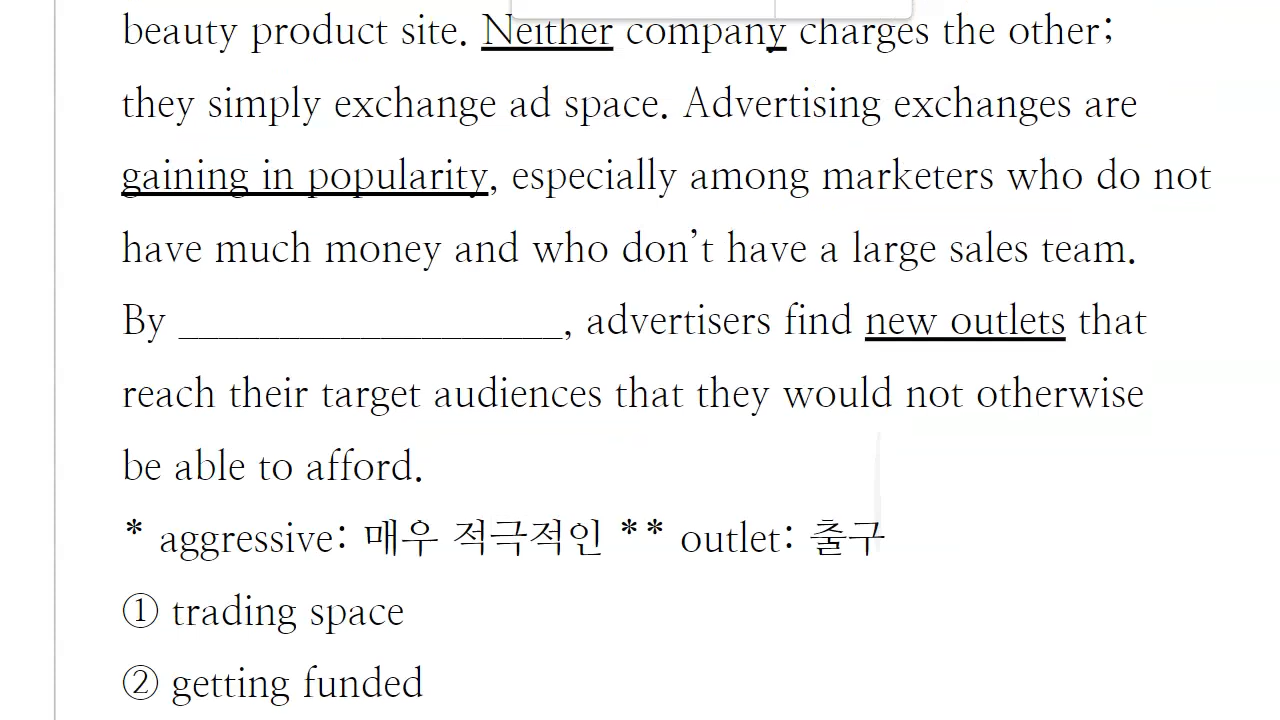 beauty product site. Neither company charges the other;
they simply exchange ad space. Advertising exchanges are
gaining in popularity, especially among marketers who do not
have much money and who don’t have a large sales team.
By ___________________, advertisers find new outlets that
reach their target audiences that they would not otherwise
be able to afford.
* aggressive: 매우 적극적인 ** outlet: 출구
① trading space
② getting funded